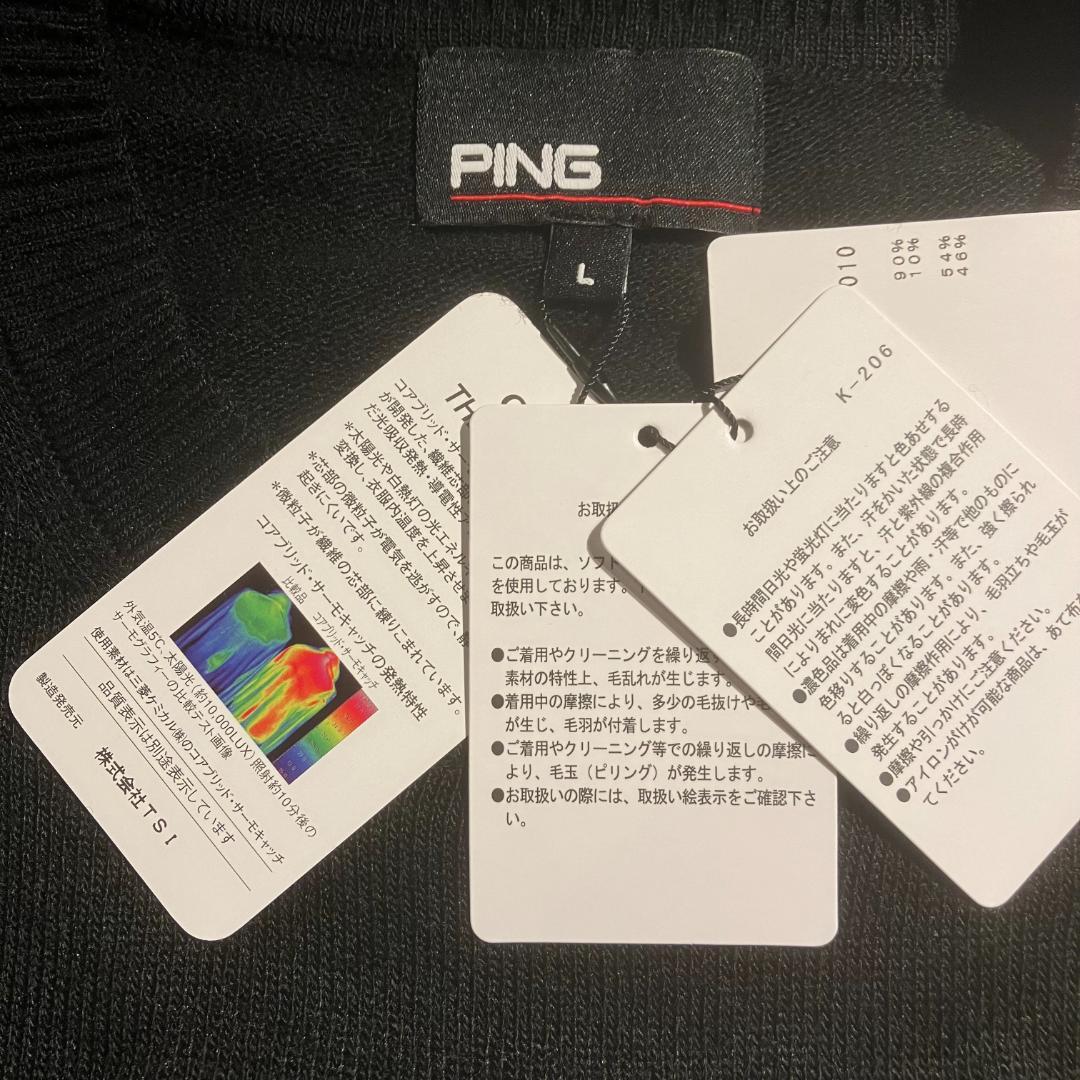 PING
L
010
90%
10%
54%
46%
コアブリッド・サー
が開発した、繊維芯部
だ光吸収発熱・導電性ア
*太陽光や白熱灯の光エネル
変換し、衣服内温度を上昇させ
*芯部の微粒子が電気を逃がすので、静
起きにくいです。
*微粒子が繊維の芯部に練りこまれています。
コアブリッド・サーモキャッチの発熱特性
比較品
コアブリッド・サーモキャッチ
外気温5℃、太陽光(約10,000LUX)照射約10分後の
サーモグラフィーの比較テスト画像
使用素材は三菱ケミカル㈱のコアブリッド・サーモキャッチ
品質表示は別途表示しています
製造発売元
株式会社TSI
お取扱
この商品は、ソフト
を使用しております。
取扱い下さい。
●ご着用やクリーニングを繰り返す
素材の特性上、毛乱れが生じます。
●着用中の摩擦により、多少の毛抜けや毛
が生じ、毛羽が付着します。
●ご着用やクリーニング等での繰り返しの摩擦に
より、毛玉（ピリング）が発生します。
●お取扱いの際には、取扱い絵表示をご確認下さ
い。
K-206
お取扱い上のご注意
●長時間日光や蛍光灯に当たりますと色あせする
ことがあります。また、汗をかいた状態で長時
間日光に当たりますと、汗と紫外線の複合作用
によりまれに変色することがあります。
●濃色品は着用中の摩擦や雨・汗等で他のものに
色移りすることがあります。また、強く擦られ
ると白っぽくなることがあります。
●繰り返しの摩擦作用により、毛羽立ちや毛玉が
発生することがあります。
●摩擦や引っかけにご注意ください。
●アイロンがけが可能な商品は、あて布
てください。